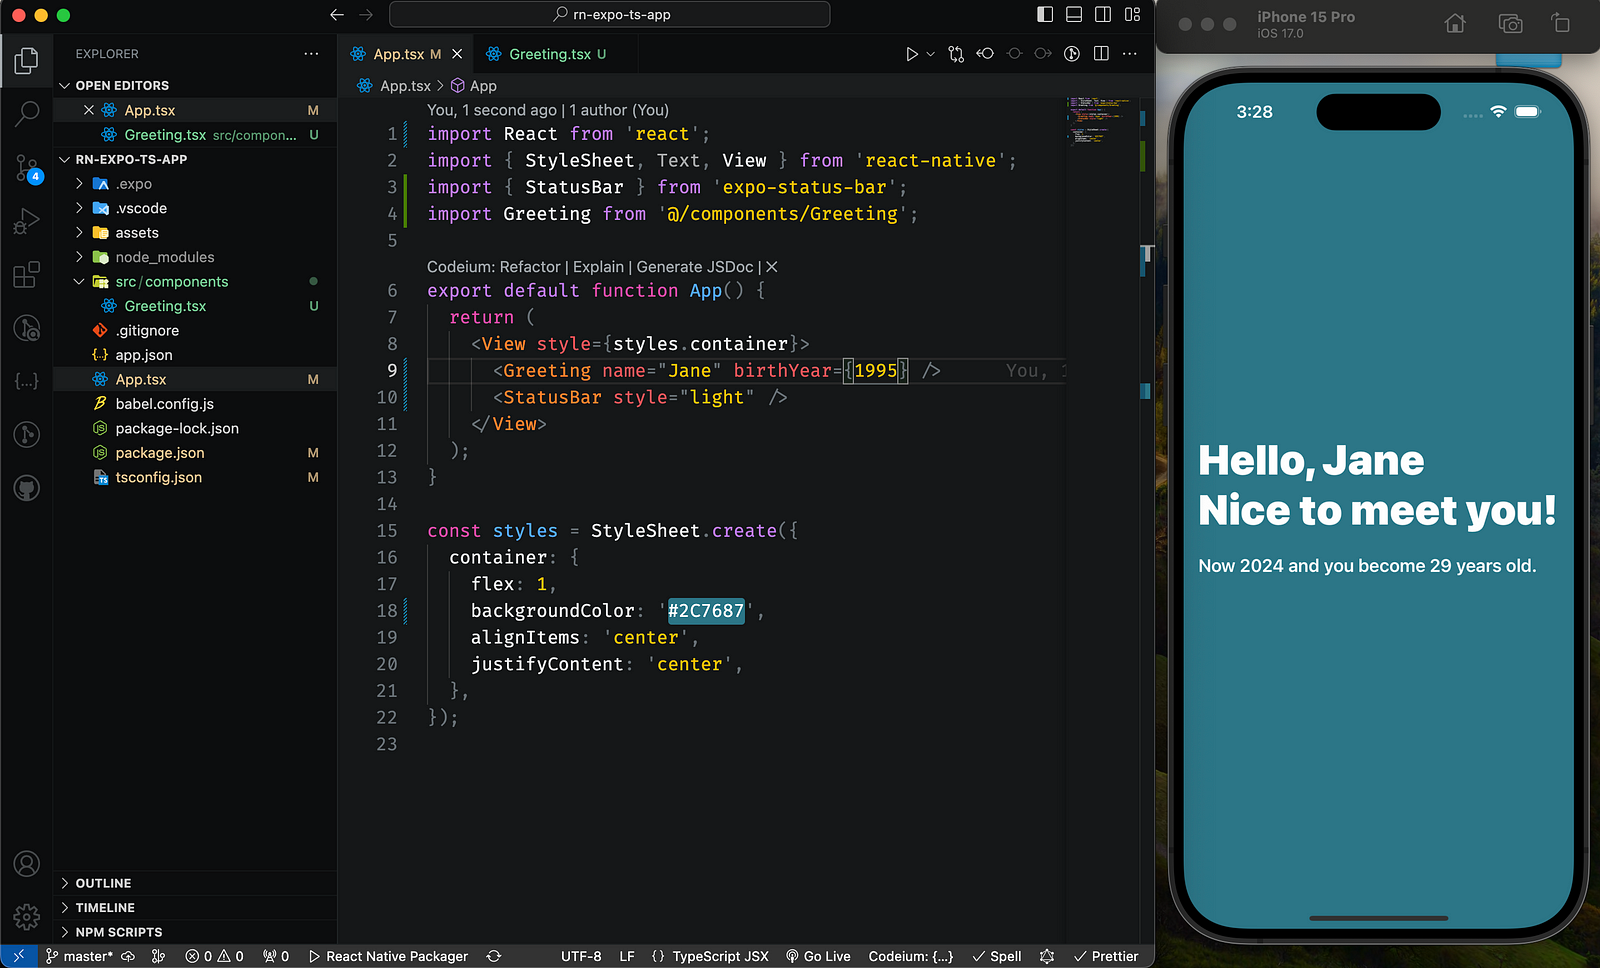 rn-expo-ts-app
EXPLORER
OPEN EDITORS
App.tsx M
Greeting.tsx src/compon... U
RN-EXPO-TS-APP
.expo
.vscode
assets
node_modules
src/components
Greeting.tsx U
.gitignore
app.json
App.tsx M
babel.config.js
package-lock.json
package.json M
tsconfig.json M
4
OUTLINE
TIMELINE
NPM SCRIPTS
App.tsx M
Greeting.tsx U
App.tsx > App
You, 1 second ago | 1 author (You)
1 import React from 'react';
2 import { StyleSheet, Text, View } from 'react-native';
3 import { StatusBar } from 'expo-status-bar';
4 import Greeting from '@/components/Greeting';
5
Codeium: Refactor | Explain | Generate JSDoc | X
6 export default function App() {
7 return (
8 <View style={styles.container}>
9 <Greeting name="Jane" birthYear={1995} /> You, 1
10 <StatusBar style="light" />
11 </View>
12 );
13 }
14
15 const styles = StyleSheet.create({
16 container: {
17 flex: 1,
18 backgroundColor: '#2C7687',
19 alignItems: 'center',
20 justifyContent: 'center',
21 },
22 });
23
master* 0 0 0 React Native Packager UTF-8 LF {} TypeScript JSX Go Live Codeium: {...} Spell Prettier
iPhone 15 Pro
iOS 17.0
3:28
Hello, Jane
Nice to meet you!
Now 2024 and you become 29 years old.